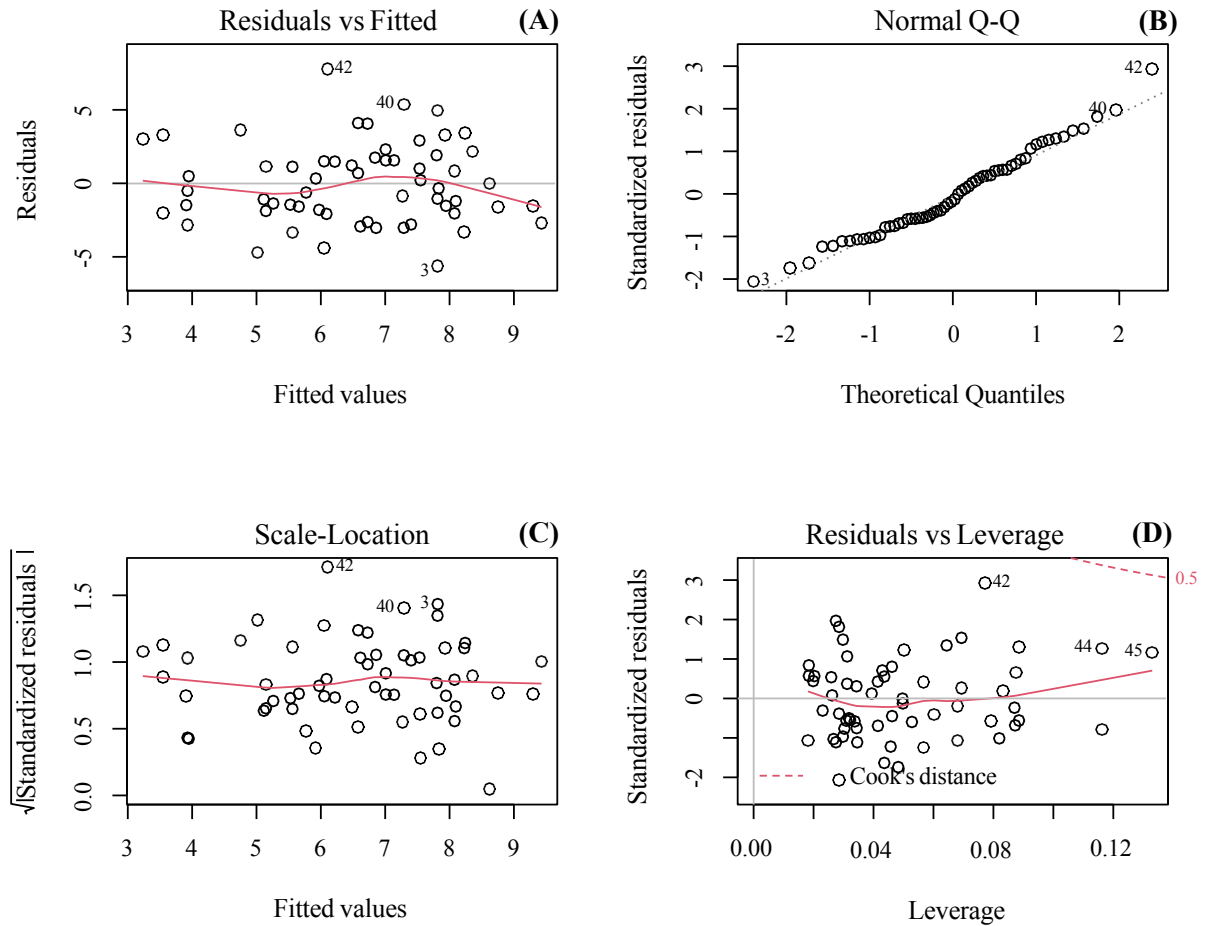 Residuals vs Fitted
(A)
Residuals
5
0
-5
42
40
3
3 4 5 6 7 8 9
Fitted values
Normal Q-Q
(B)
Standardized residuals
3
2
1
0
-1
-2
42
40
3
-2 -1 0 1 2
Theoretical Quantiles
Scale-Location
(C)
√|Standardized residuals|
1.5
1.0
0.5
0.0
42
40
3
3 4 5 6 7 8 9
Fitted values
Residuals vs Leverage
(D)
Standardized residuals
3
2
1
0
-2
42
44
45
0.5
Cook's distance
0.00 0.04 0.08 0.12
Leverage